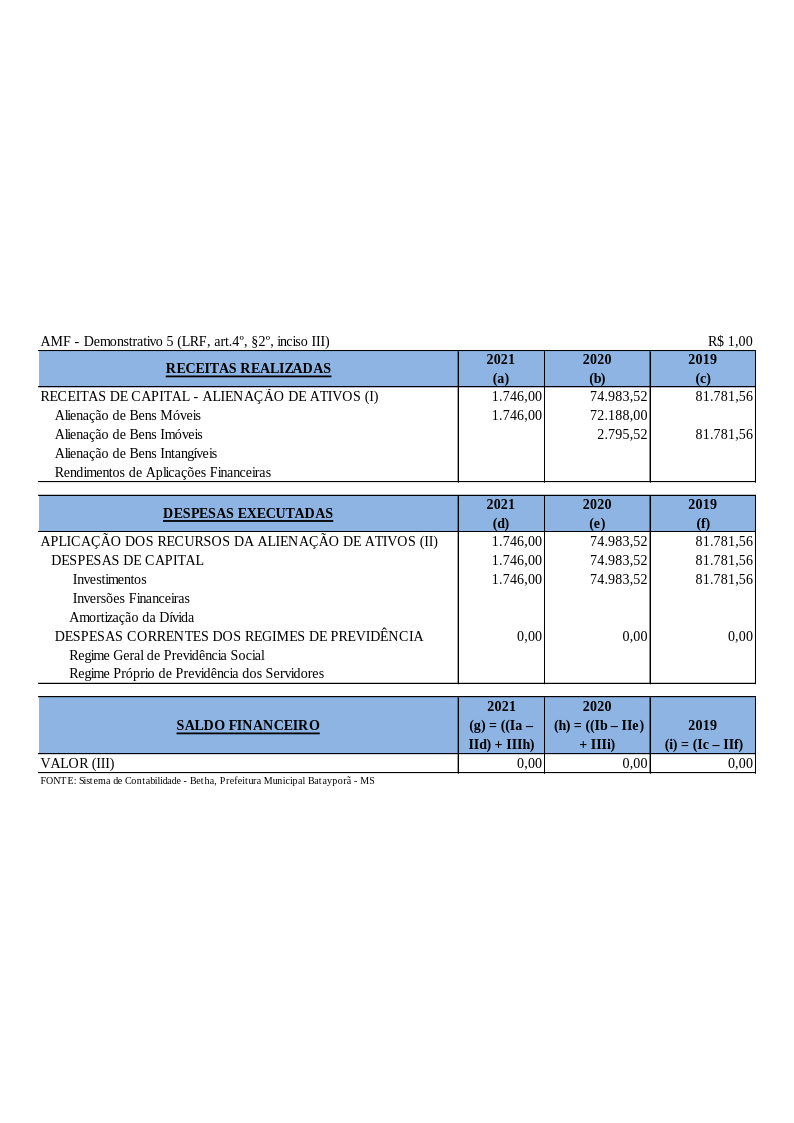 AMF - Demonstrativo 5 (LRF, art.4º, §2º, inciso III) R$ 1,00
RECEITAS REALIZADAS 2021 (a) 2020 (b) 2019 (c)
RECEITAS DE CAPITAL - ALIENAÇÃO DE ATIVOS (I) 1.746,00 74.983,52 81.781,56
Alienação de Bens Móveis 1.746,00 72.188,00
Alienação de Bens Imóveis 2.795,52 81.781,56
Alienação de Bens Intangíveis
Rendimentos de Aplicações Financeiras
DESPESAS EXECUTADAS 2021 (d) 2020 (e) 2019 (f)
APLICAÇÃO DOS RECURSOS DA ALIENAÇÃO DE ATIVOS (II) 1.746,00 74.983,52 81.781,56
DESPESAS DE CAPITAL 1.746,00 74.983,52 81.781,56
Investimentos 1.746,00 74.983,52 81.781,56
Inversões Financeiras
Amortização da Dívida
DESPESAS CORRENTES DOS REGIMES DE PREVIDÊNCIA 0,00 0,00 0,00
Regime Geral de Previdência Social
Regime Próprio de Previdência dos Servidores
SALDO FINANCEIRO 2021 (g) = ((Ia – IId) + IIIh) 2020 (h) = ((Ib – IIe) + IIIi) 2019 (i) = (Ic – IIf)
VALOR (III) 0,00 0,00 0,00
FONTE: Sistema de Contabilidade - Betha, Prefeitura Municipal Batayporã - MS